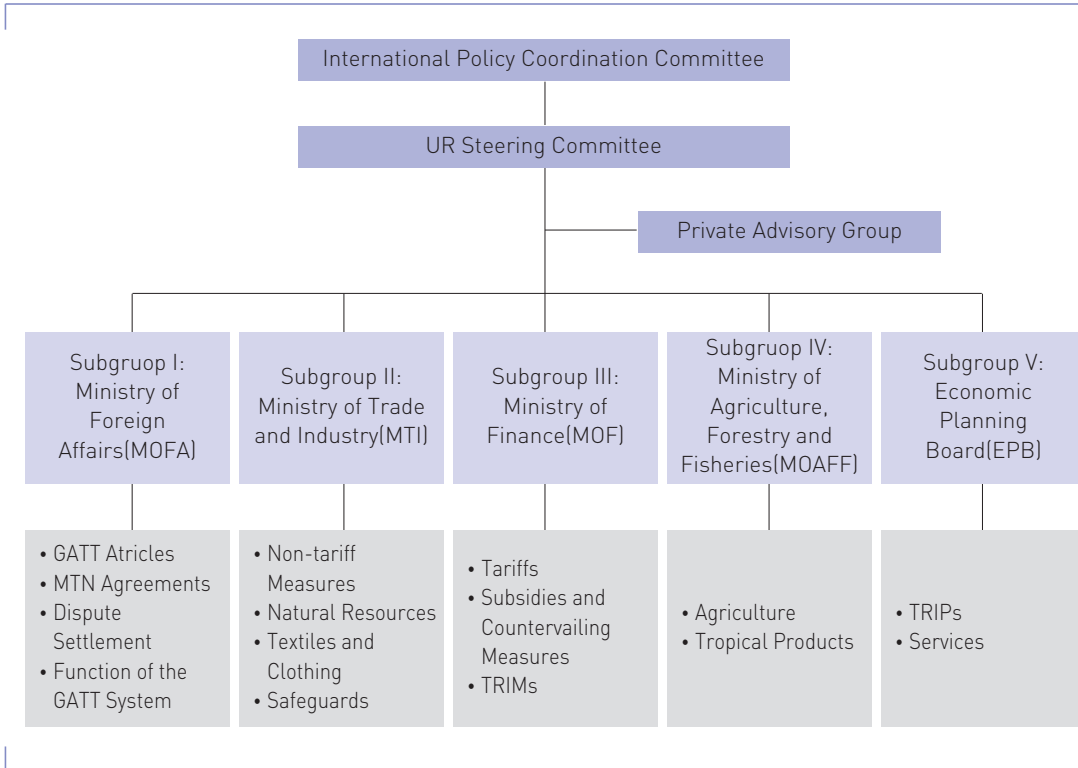 International Policy Coordination Committee
UR Steering Committee
Private Advisory Group
Subgruop I:
Ministry of
Foreign
Affairs(MOFA)
Subgroup II:
Ministry of Trade
and Industry(MTI)
Subgroup III:
Ministry of
Finance(MOF)
Subgruop IV:
Ministry of
Agriculture,
Forestry and
Fisheries(MOAFF)
Subgroup V:
Economic
Planning
Board(EPB)
• GATT Atricles
• MTN Agreements
• Dispute
Settlement
• Function of the
GATT System
• Non-tariff
Measures
• Natural Resources
• Textiles and
Clothing
• Safeguards
• Tariffs
• Subsidies and
Countervailing
Measures
• TRIMs
• Agriculture
• Tropical Products
• TRIPs
• Services